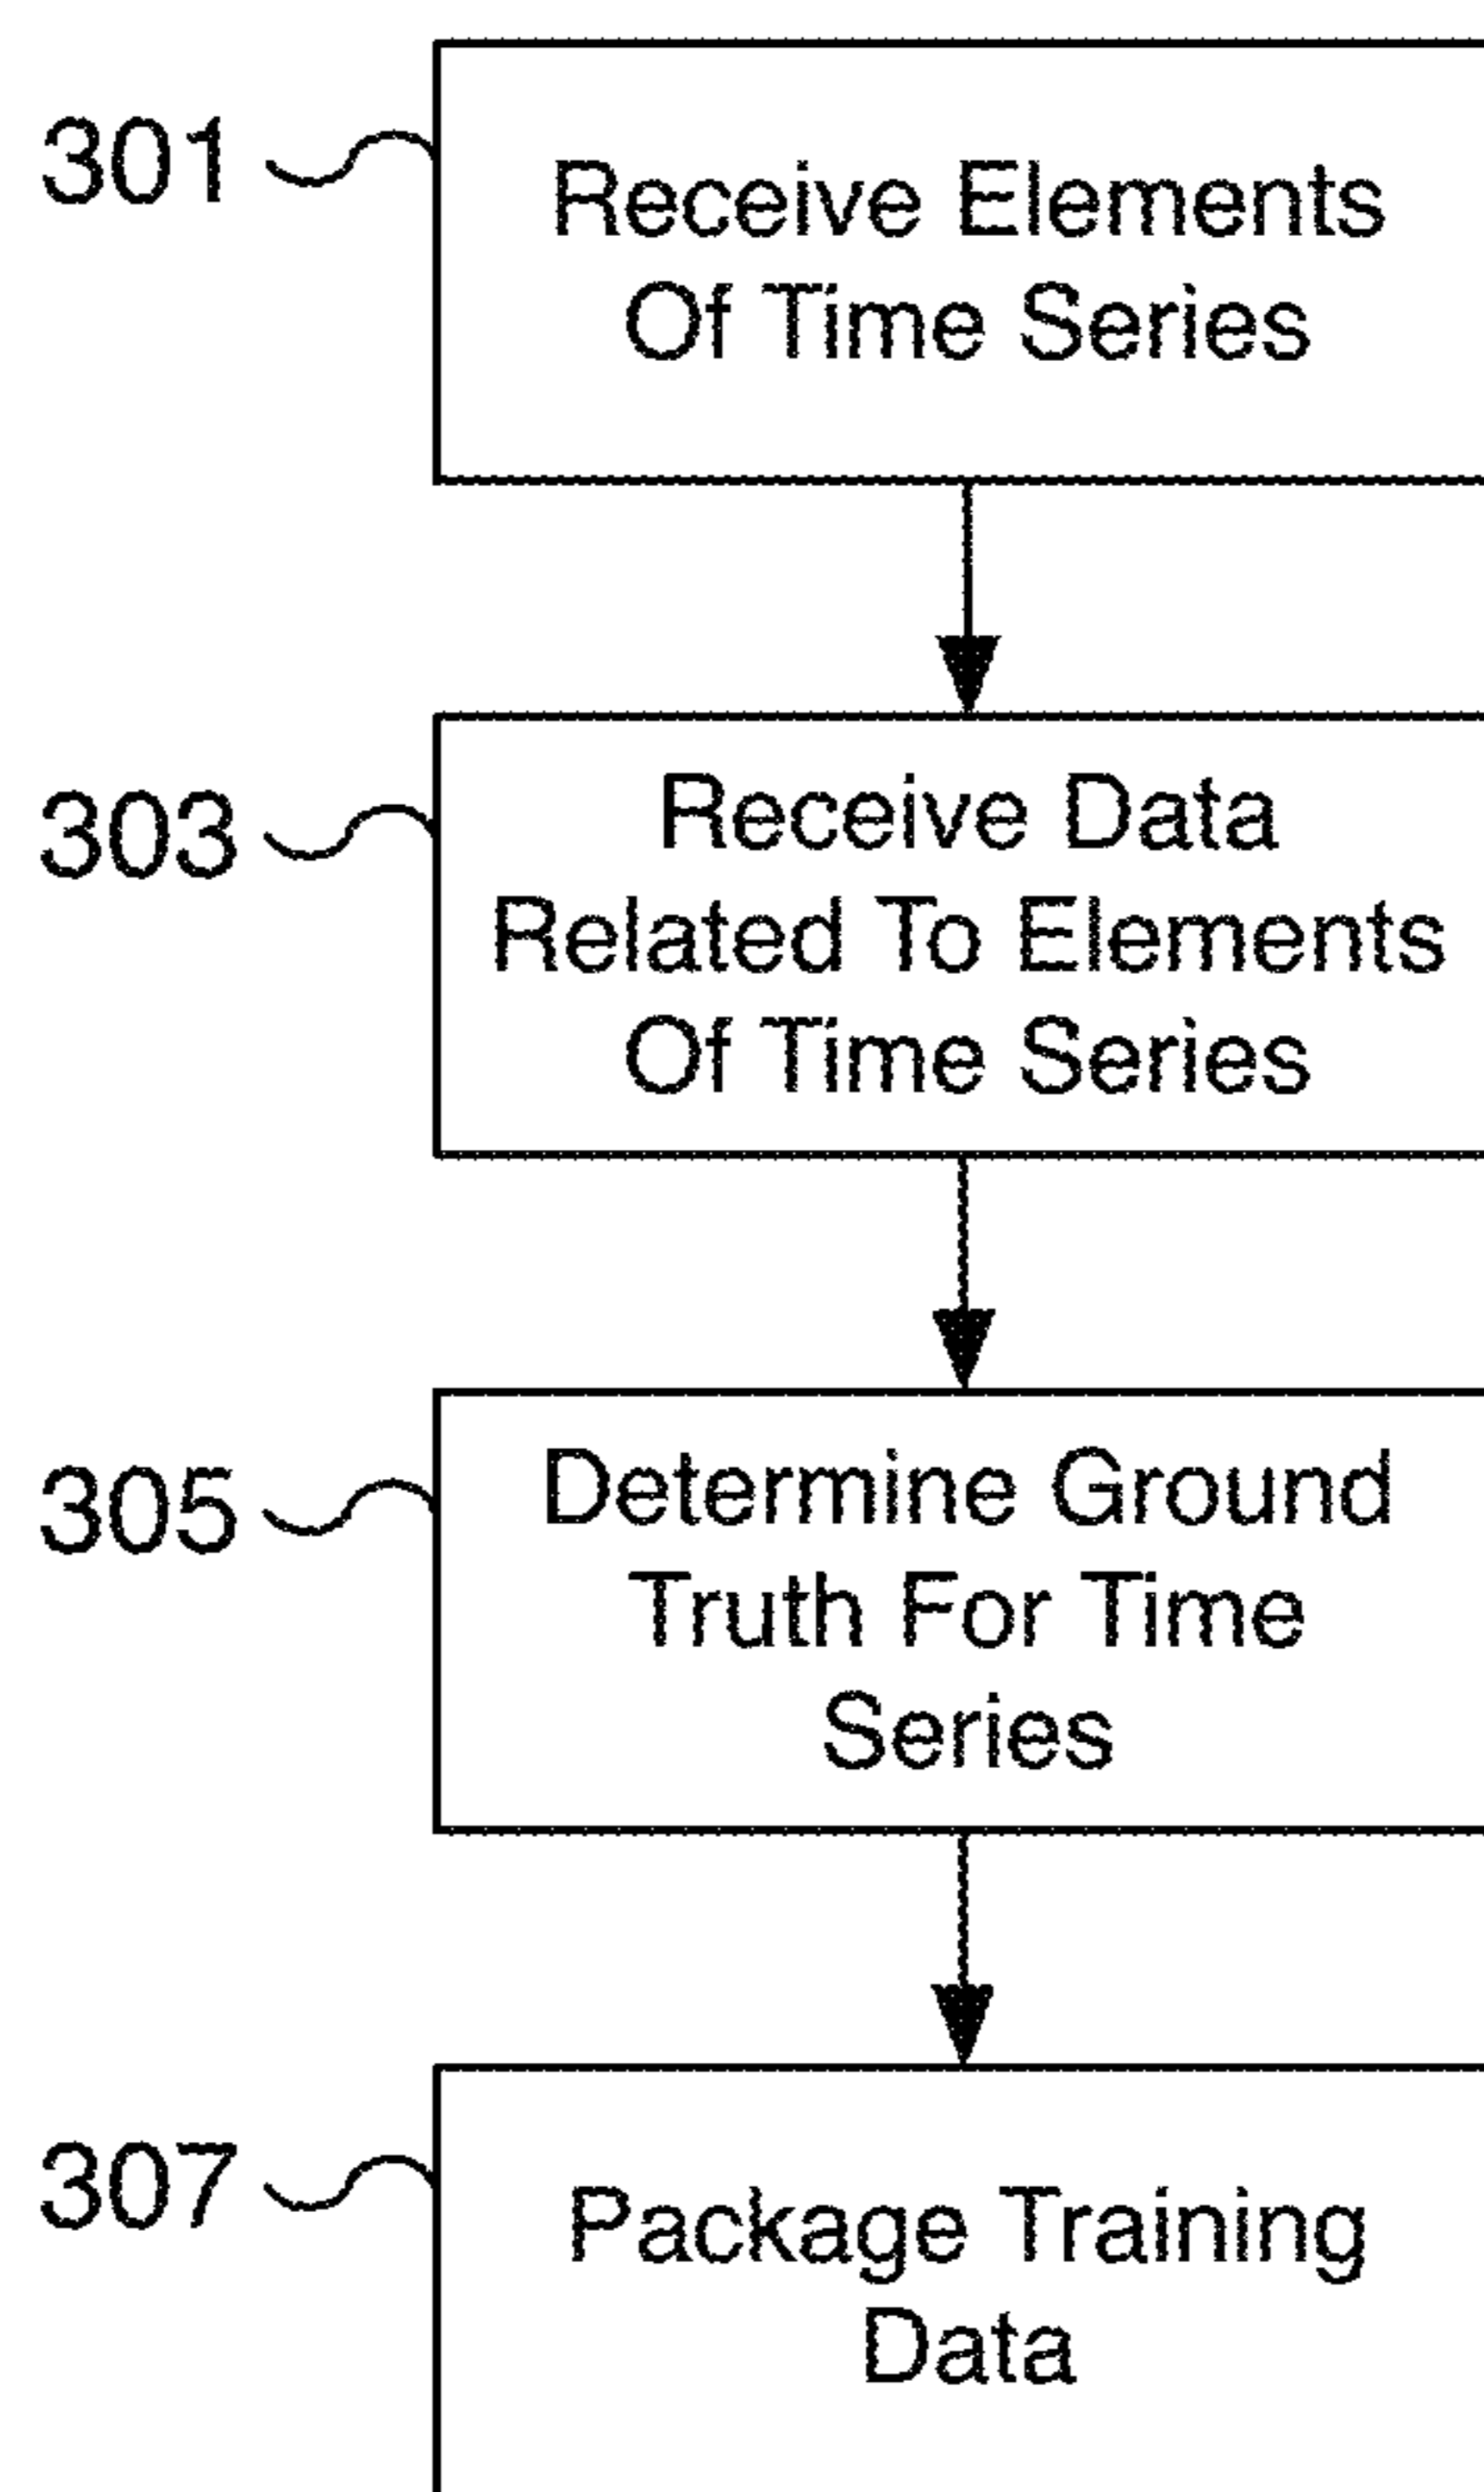 301
Receive Elements
Of Time Series
303
Receive Data
Related To Elements
Of Time Series
305
Determine Ground
Truth For Time
Series
307
Package Training
Data